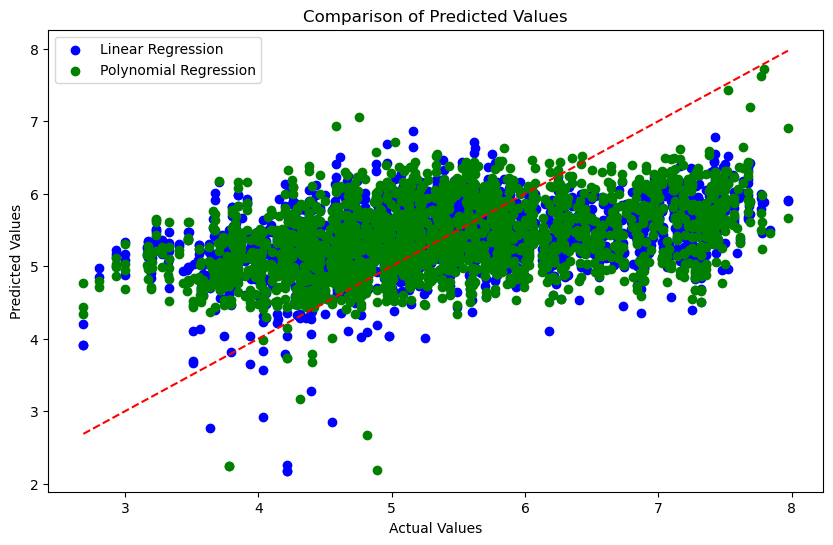 Comparison of Predicted Values
Linear Regression
Polynomial Regression
8
7
6
5
4
3
2
Predicted Values
3 4 5 6 7 8
Actual Values